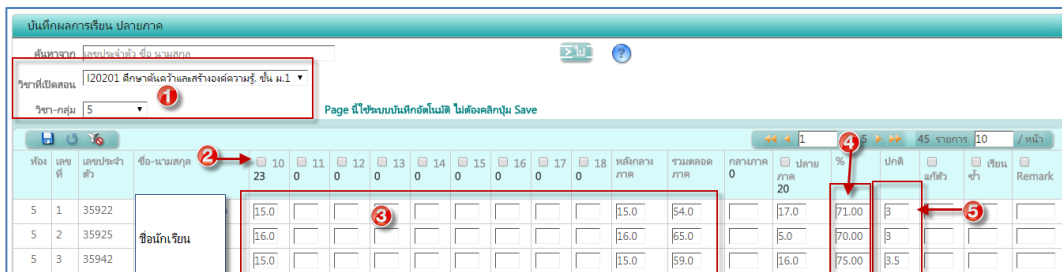 บันทึกผลการเรียน ปลายภาค
ค้นหาจาก เลขประจำตัว ชื่อ นามสกุล ไป ?
วิชาที่เปิดสอน I20201 ศึกษาค้นคว้าและสร้างองค์ความรู้, ชั้น ม.1
1
วิชา-กลุ่ม 5 Page นี้ใช้ระบบบันทึกอัตโนมัติ ไม่ต้องคลิกปุ่ม Save
1 4 5 45 รายการ 10 / หน้า
ห้อง เลขที่ เลขประจำตัว ชื่อ-นามสกุล 2 10 11 12 13 14 15 16 17 18 หลังกลางภาค รวมตลอดภาค กลางภาค ปลายภาค % ปกติ แก้ตัว เรียนซ้ำ Remark
23 0 0 0 0 0 0 0 0 0 20
5 1 35922 15.0 3 15.0 54.0 17.0 71.00 3 5
5 2 35925 ชื่อนักเรียน 16.0 16.0 65.0 5.0 70.00 3
5 3 35942 15.0 15.0 59.0 16.0 75.00 3.5